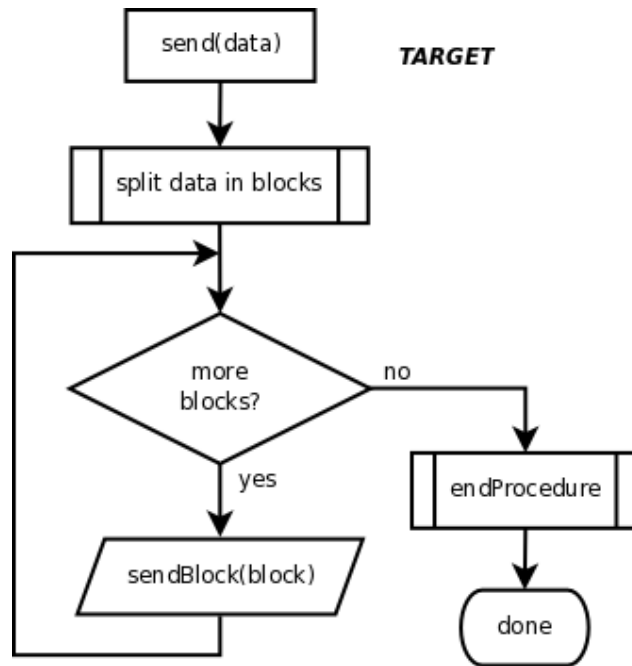 send(data)
TARGET
split data in blocks
more
blocks?
no
yes
endProcedure
sendBlock(block)
done